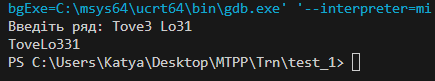 bgExe=C:\msys64\ucrt64\bin\gdb.exe' '--interpreter=mi
Введіть ряд: Tove3 Lo31
ToveLo331
PS C:\Users\Katya\Desktop\MTPP\Trn\test_1>